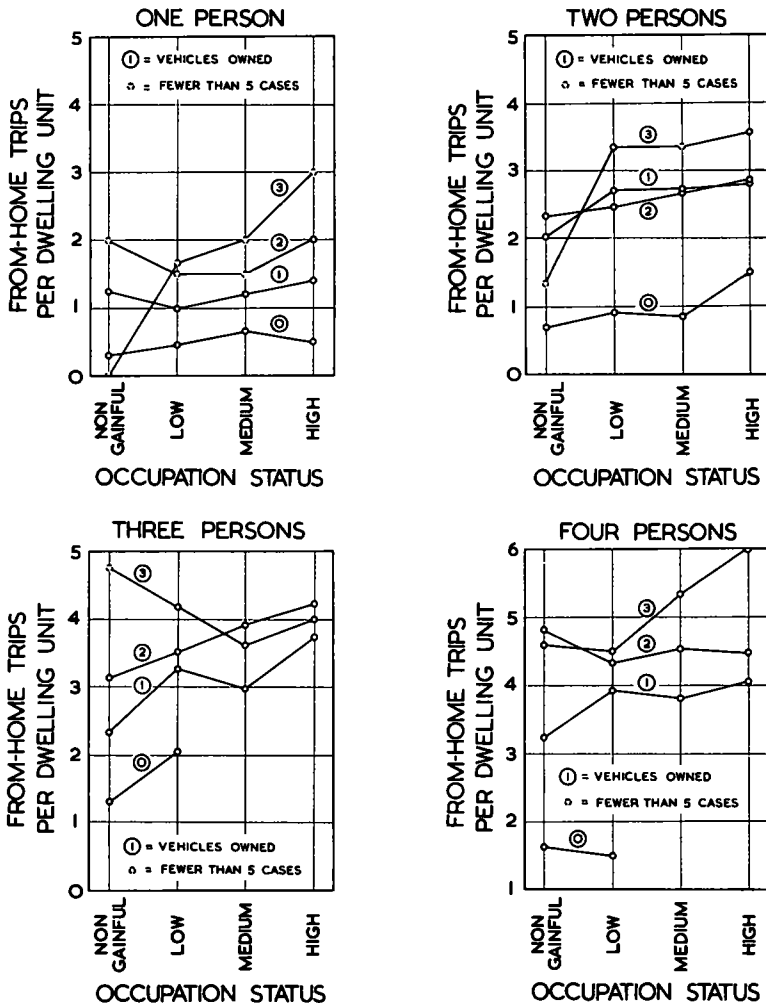 ONE PERSON
FROM-HOME TRIPS
PER DWELLING UNIT
5
4
3
2
1
0
① = VEHICLES OWNED
= FEWER THAN 5 CASES
③
②
①
⓪
NON GAINFUL
LOW
MEDIUM
HIGH
OCCUPATION STATUS
TWO PERSONS
FROM-HOME TRIPS
PER DWELLING UNIT
5
4
3
2
1
0
① = VEHICLES OWNED
= FEWER THAN 5 CASES
③
①
②
⓪
NON GAINFUL
LOW
MEDIUM
HIGH
OCCUPATION STATUS
THREE PERSONS
FROM-HOME TRIPS
PER DWELLING UNIT
5
4
3
2
1
0
③
②
①
⓪
① = VEHICLES OWNED
= FEWER THAN 5 CASES
NON GAINFUL
LOW
MEDIUM
HIGH
OCCUPATION STATUS
FOUR PERSONS
FROM-HOME TRIPS
PER DWELLING UNIT
6
5
4
3
2
1
③
②
①
① = VEHICLES OWNED
= FEWER THAN 5 CASES
⓪
NON GAINFUL
LOW
MEDIUM
HIGH
OCCUPATION STATUS